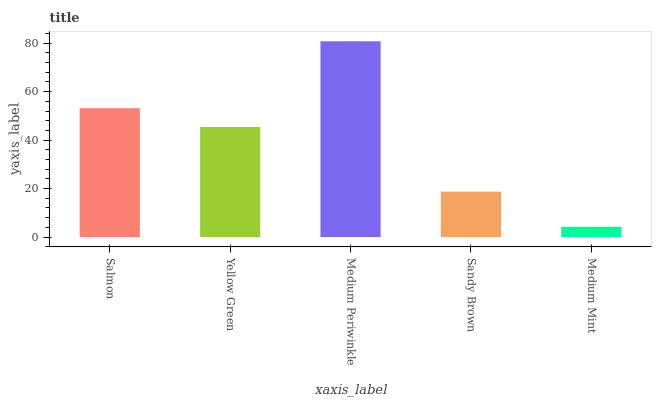 title
yaxis_label
80
60
40
20
0
Salmon
Yellow Green
Medium Periwinkle
Sandy Brown
Medium Mint
xaxis_label